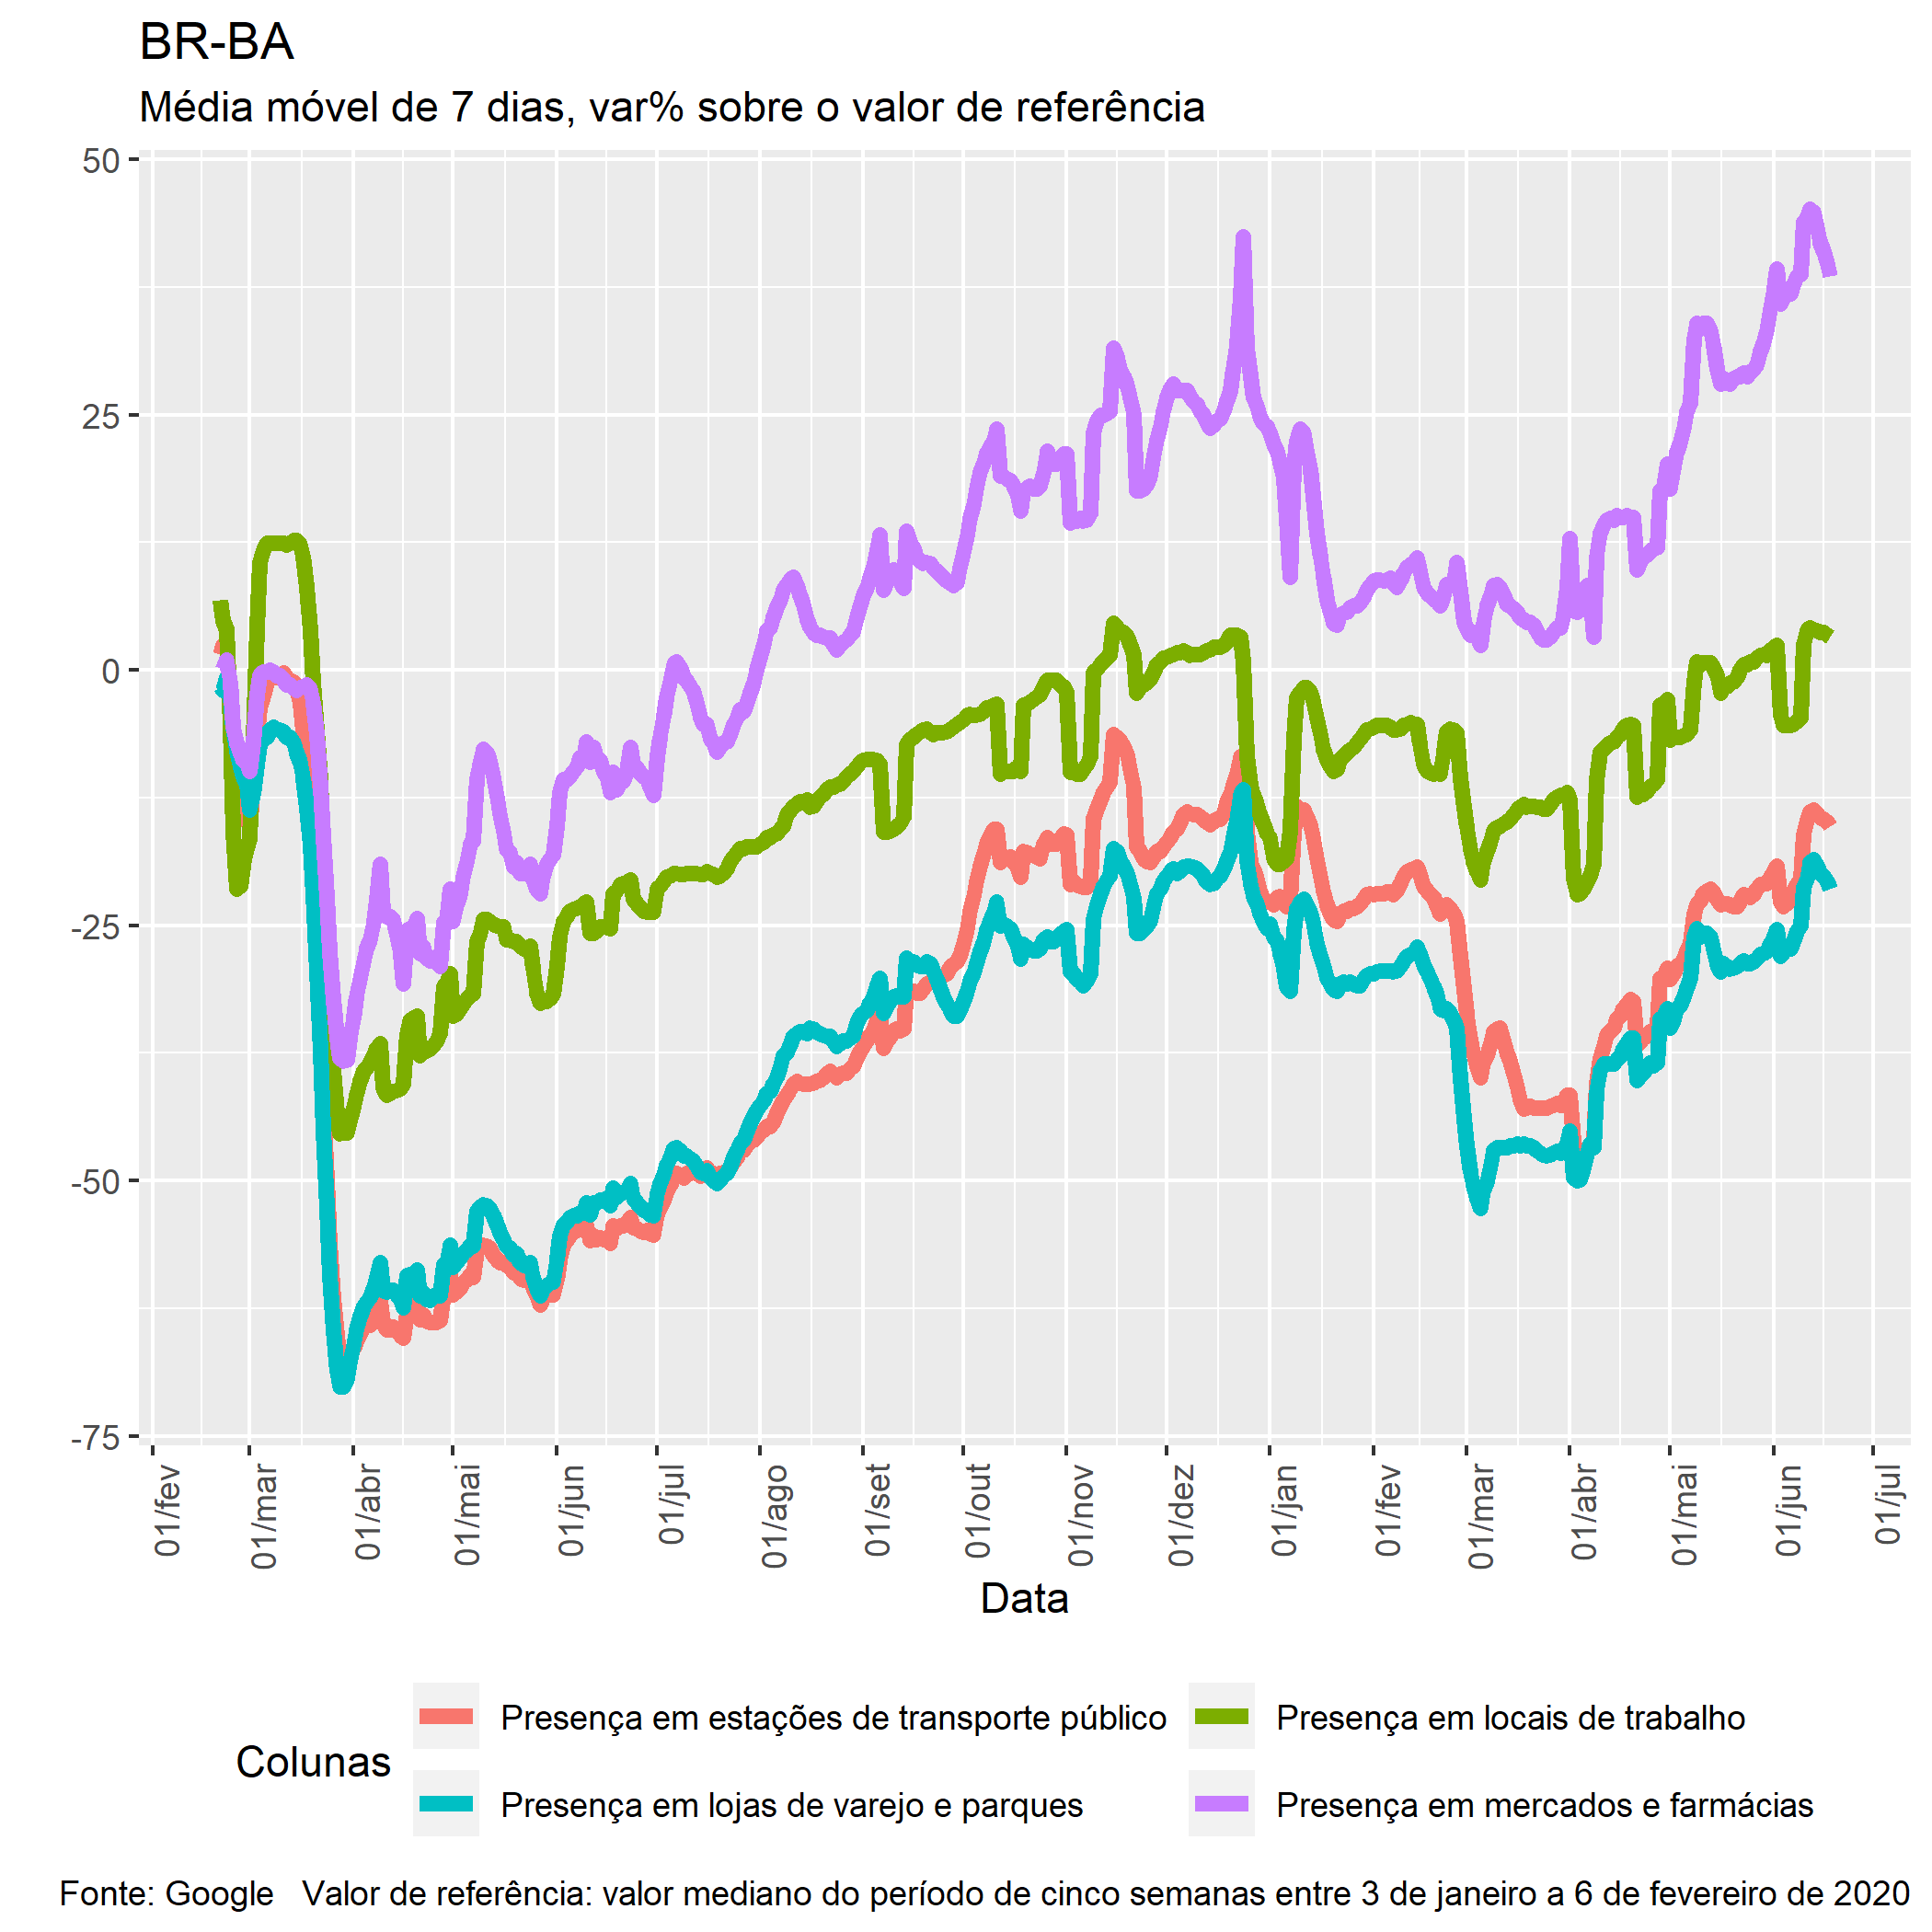 BR-BA
Média móvel de 7 dias, var% sobre o valor de referência
50
25
0
-25
-50
-75
01/fev
01/mar
01/abr
01/mai
01/jun
01/jul
01/ago
01/set
01/out
01/nov
01/dez
01/jan
01/fev
01/mar
01/abr
01/mai
01/jun
01/jul
Data
Colunas
Presença em estações de transporte público
Presença em locais de trabalho
Presença em lojas de varejo e parques
Presença em mercados e farmácias
Fonte: Google   Valor de referência: valor mediano do período de cinco semanas entre 3 de janeiro a 6 de fevereiro de 2020